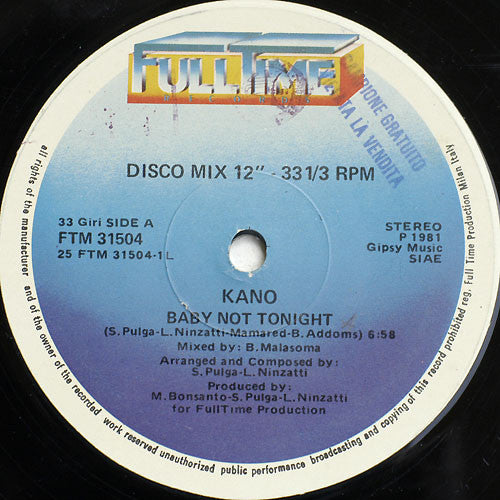 FULLTIME
RECORDS
CAMPIONE GRATUITO
VIETATA LA VENDITA
DISCO MIX 12" - 331/3 RPM
33 Giri SIDE A
FTM 31504
25 FTM 31504-1L
STEREO
P 1981
Gipsy Music
SIAE
KANO
BABY NOT TONIGHT
(S. Pulga-L. Ninzatti-Mamared-B. Addoms) 6:58
Mixed by: B. Malasoma
Arranged and Composed by:
S. Pulga-L. Ninzatti
Produced by:
M. Bonsanto-S. Pulga-L. Ninzatti
for FullTime Production
all rights of the manufacturer and of the owner of the recorded work reserved unauthorized public performance broadcasting and copying of this record prohibited reg. Full Time Production Milan Italy